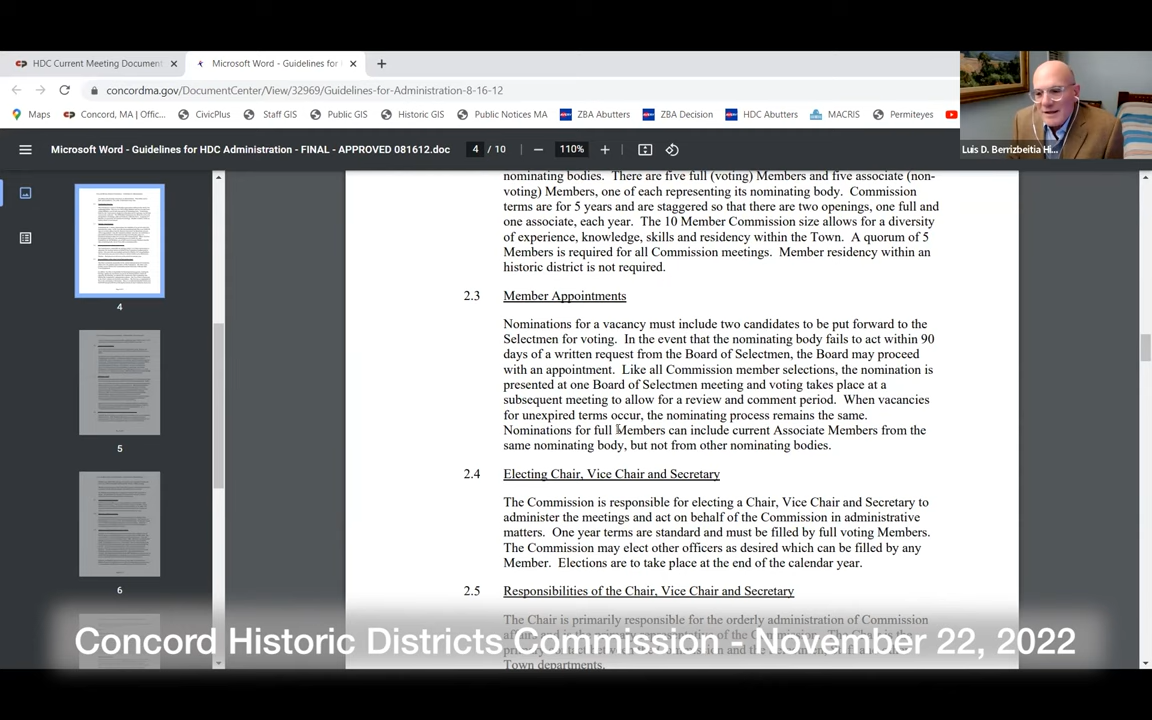 HDC Current Meeting Document
Microsoft Word - Guidelines for
concordma.gov/DocumentCenter/View/32969/Guidelines-for-Administration-8-16-12
Maps
Concord, MA | Offic...
CivicPlus
Staff GIS
Public GIS
Historic GIS
Public Notices MA
ZBA Abutters
ZBA Decision
HDC Abutters
MACRIS
Permiteyes
Luis D. Berrizbeitia Hi...
Microsoft Word - Guidelines for HDC Administration - FINAL - APPROVED 081612.doc
4 / 10
110%
4
5
6
nominating bodies. There are five full (voting) Members and five associate (non-
voting) Members, one of each representing its nominating body. Commission
terms are for 5 years and are staggered so that there are two openings, one full and
one associate, each year. The 10 Member Commission size allows for a diversity
of experience, knowledge, skills and residency within the Town. A quorum of 5
Members is required for all Commission meetings. Member residency within an
historic district is not required.
2.3 Member Appointments
Nominations for a vacancy must include two candidates to be put forward to the
Selectmen for voting. In the event that the nominating body fails to act within 90
days of a written request from the Board of Selectmen, the Board may proceed
with an appointment. Like all Commission member selections, the nomination is
presented at one Board of Selectmen meeting and voting takes place at a
subsequent meeting to allow for a review and comment period. When vacancies
for unexpired terms occur, the nominating process remains the same.
Nominations for full Members can include current Associate Members from the
same nominating body, but not from other nominating bodies.
2.4 Electing Chair, Vice Chair and Secretary
The Commission is responsible for electing a Chair, Vice Chair and Secretary to
administer the meetings and act on behalf of the Commission in administrative
matters. One year terms are standard and must be filled by full voting Members.
The Commission may elect other officers as desired which can be filled by any
Member. Elections are to take place at the end of the calendar year.
2.5 Responsibilities of the Chair, Vice Chair and Secretary
The Chair is primarily responsible for the orderly administration of Commission
Town departments.
Concord Historic Districts Commission - November 22, 2022